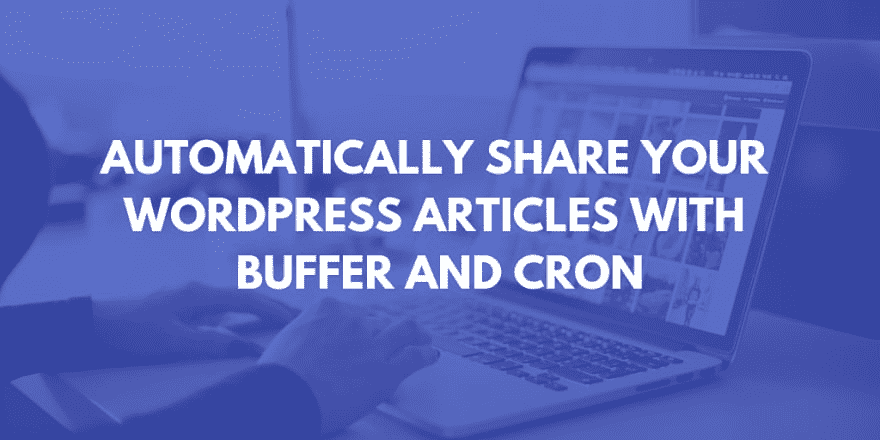 AUTOMATICALLY SHARE YOUR
WORDPRESS ARTICLES WITH
BUFFER AND CRON